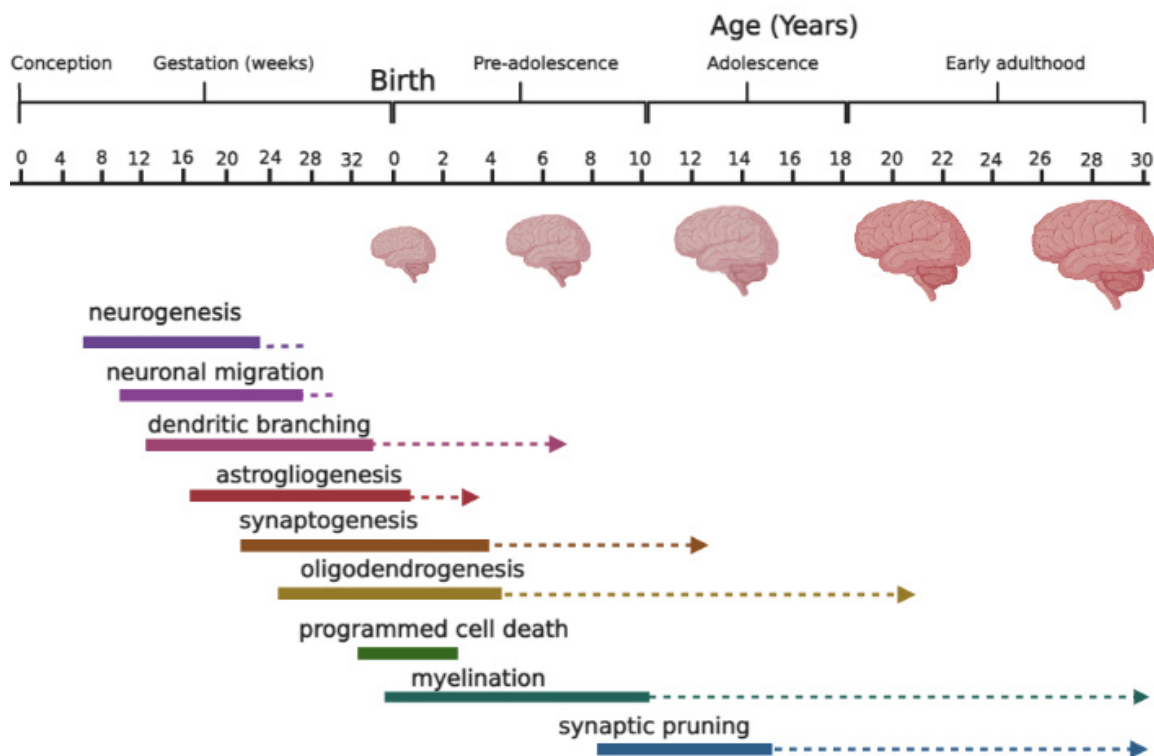 Age (Years)
Conception Gestation (weeks) Birth Pre-adolescence Adolescence Early adulthood
0 4 8 12 16 20 24 28 32 0 2 4 6 8 10 12 14 16 18 20 22 24 26 28 30
neurogenesis
neuronal migration
dendritic branching
astrogliogenesis
synaptogenesis
oligodendrogenesis
programmed cell death
myelination
synaptic pruning